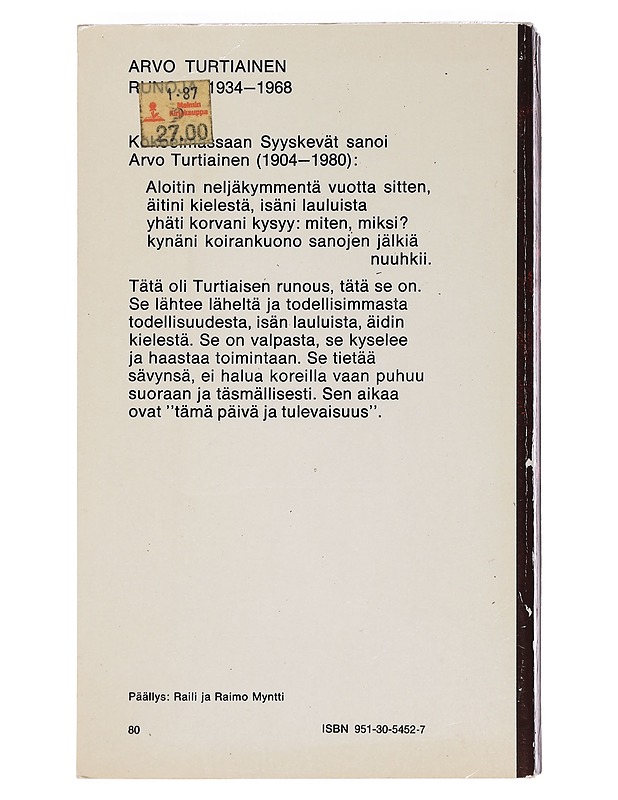 ARVO TURTIAINEN
RUNOJA 1934—1968
1·87
Malmin
Kirjakauppa
27,00
Kokoelmassaan Syyskevät sanoi
Arvo Turtiainen (1904—1980):
Aloitin neljäkymmentä vuotta sitten,
äitini kielestä, isäni lauluista
yhäti korvani kysyy: miten, miksi?
kynäni koirankuono sanojen jälkiä
nuuhkii.
Tätä oli Turtiaisen runous, tätä se on.
Se lähtee läheltä ja todellisimmasta
todellisuudesta, isän lauluista, äidin
kielestä. Se on valpasta, se kyselee
ja haastaa toimintaan. Se tietää
sävynsä, ei halua koreilla vaan puhuu
suoraan ja täsmällisesti. Sen aikaa
ovat ''tämä päivä ja tulevaisuus''.
Päällys: Raili ja Raimo Myntti
80
ISBN 951-30-5452-7